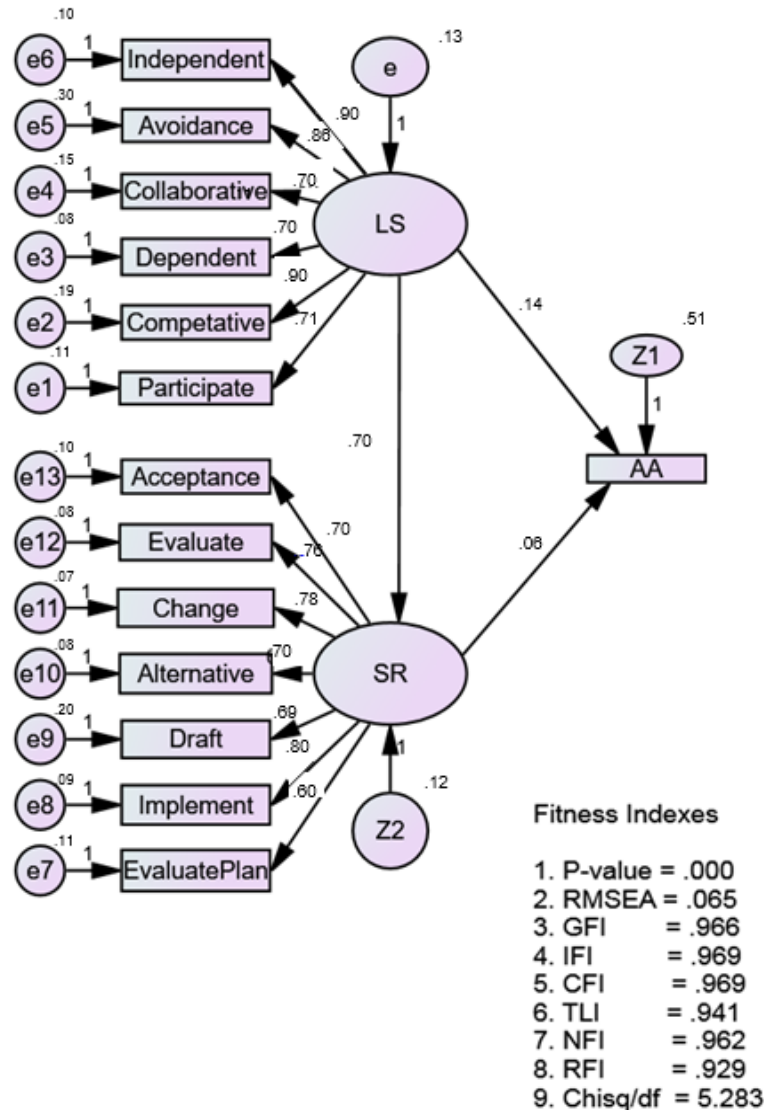 .10
e6 1 Independent
.13
e
.90
1
.30
e5 1 Avoidance
.86
.15
e4 1 Collaborative
.70
LS
.08
e3 1 Dependent
.70
.90
.14
.19
e2 1 Competative
.71
.51
Z1
.11
e1 1 Participate
1
.70
AA
.10
e13 1 Acceptance
.70
.08
e12 1 Evaluate
.76
.06
.07
e11 1 Change
.78
.08
e10 1 Alternative
.70
SR
.20
e9 1 Draft
.69
.80
1
.09
e8 1 Implement
.60
.12
Z2
.11
e7 1 EvaluatePlan
Fitness Indexes
1. P-value = .000
2. RMSEA = .065
3. GFI = .966
4. IFI = .969
5. CFI = .969
6. TLI = .941
7. NFI = .962
8. RFI = .929
9. Chisq/df = 5.283